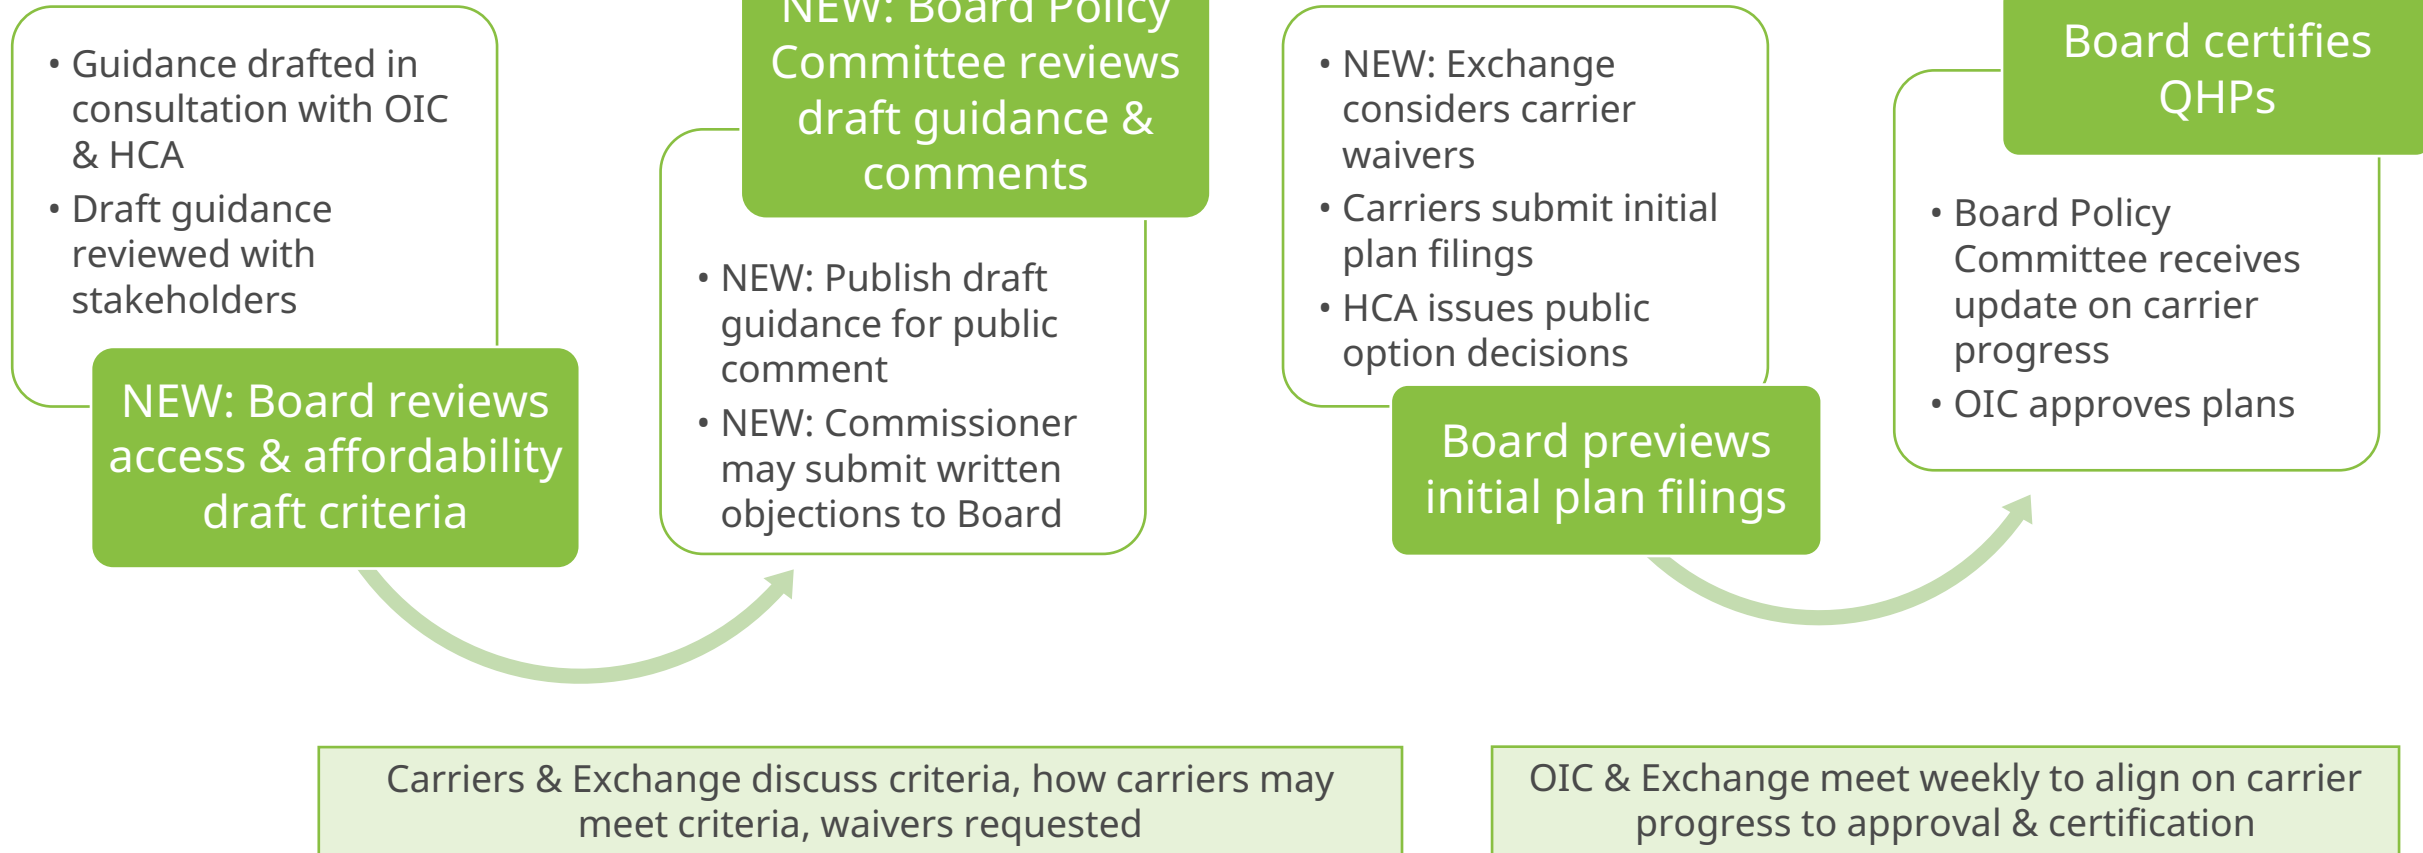 • Guidance drafted in
consultation with OIC
& HCA
• Draft guidance
reviewed with
stakeholders
NEW: Board reviews
access & affordability
draft criteria
NEW: Board Policy
Committee reviews
draft guidance &
comments
• NEW: Publish draft
guidance for public
comment
• NEW: Commissioner
may submit written
objections to Board
• NEW: Exchange
considers carrier
waivers
• Carriers submit initial
plan filings
• HCA issues public
option decisions
Board previews
initial plan filings
Board certifies
QHPs
• Board Policy
Committee receives
update on carrier
progress
• OIC approves plans
Carriers & Exchange discuss criteria, how carriers may
meet criteria, waivers requested
OIC & Exchange meet weekly to align on carrier
progress to approval & certification